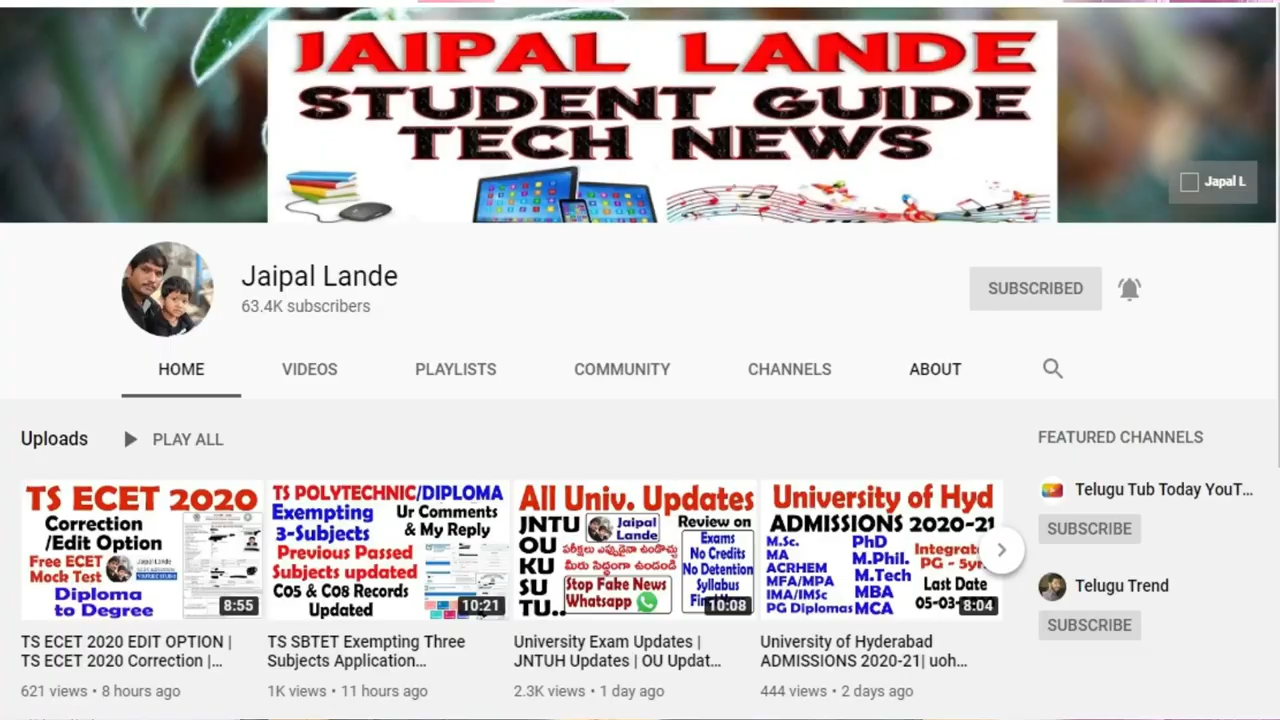 JAIPAL LANDE
STUDENT GUIDE
TECH NEWS
Japal L
Jaipal Lande
63.4K subscribers
SUBSCRIBED
HOME
VIDEOS
PLAYLISTS
COMMUNITY
CHANNELS
ABOUT
Uploads
PLAY ALL
TS ECET 2020
Correction
/Edit Option
Free ECET
Mock Test
Diploma
to Degree
8:55
TS ECET 2020 EDIT OPTION |
TS ECET 2020 Correction |...
621 views • 8 hours ago
TS POLYTECHNIC/DIPLOMA
Exempting
3-Subjects
Ur Comments
& My Reply
Previous Passed
Subjects updated
C05 & C08 Records
Updated
10:21
TS SBTET Exempting Three
Subjects Application...
1K views • 11 hours ago
All Univ. Updates
JNTU
OU
KU
SU
TU..
Jaipal
Lande
పరీక్షలు ఎప్పుడైనా ఉండొచ్చు
మీరు సిద్ధంగా ఉండండి
Stop Fake News
Whatsapp
Review on
Exams
No Credits
No Detention
Syllabus
10:08
University Exam Updates |
JNTUH Updates | OU Updat...
2.3K views • 1 day ago
University of Hyd
ADMISSIONS 2020-21
M.Sc.
MA
ACRHEM
MFA/MPA
IMA/IMSc
PG Diplomas
PhD
M.Phil.
M.Tech
MBA
MCA
Integrat
PG - 5y
Last Date
05-03-
8:04
University of Hyderabad
ADMISSIONS 2020-21| uoh...
444 views • 2 days ago
FEATURED CHANNELS
Telugu Tub Today YouT...
SUBSCRIBE
Telugu Trend
SUBSCRIBE